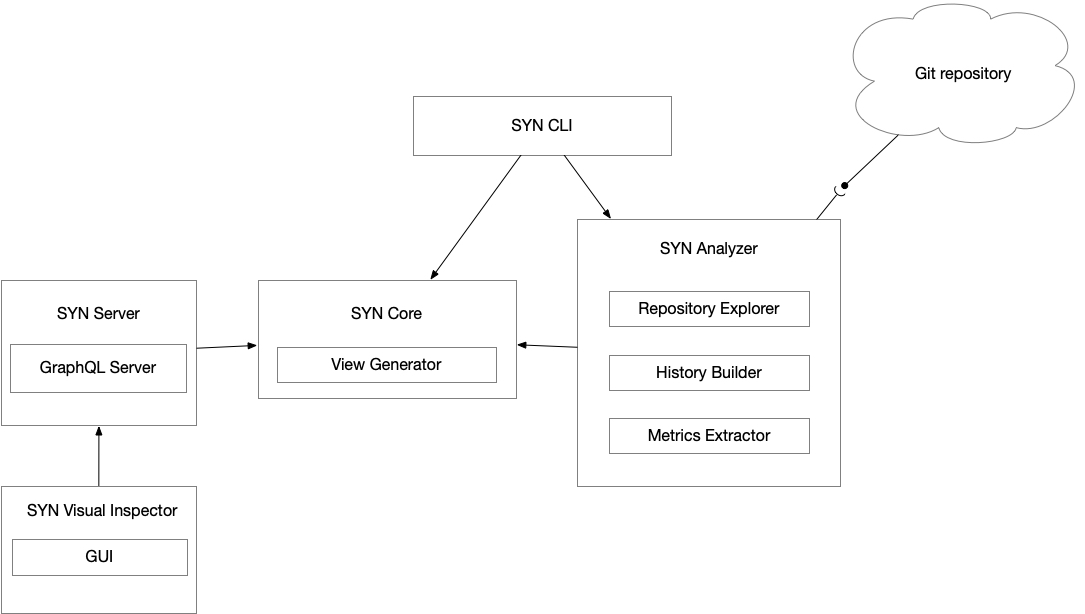 Git repository
SYN CLI
SYN Analyzer
Repository Explorer
History Builder
Metrics Extractor
SYN Core
View Generator
SYN Server
GraphQL Server
SYN Visual Inspector
GUI